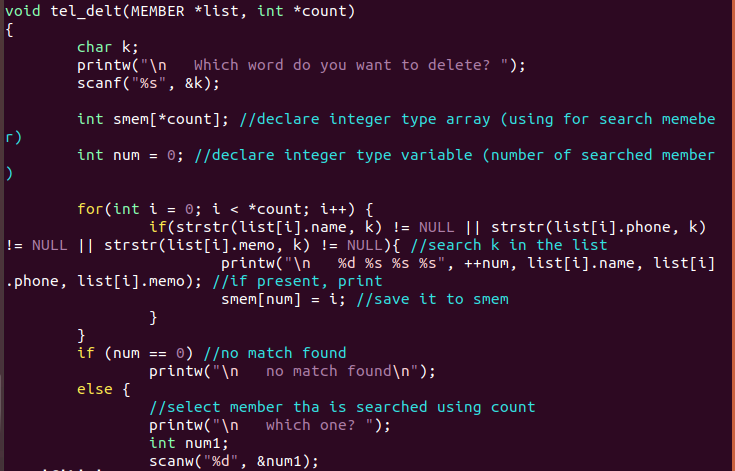 void tel_delt(MEMBER *list, int *count)
{
        char k;
        printw("\n   Which word do you want to delete? ");
        scanf("%s", &k);

        int smem[*count]; //declare integer type array (using for search memebe
r)
        int num = 0; //declare integer type variable (number of searched member
)

        for(int i = 0; i < *count; i++) {
                if(strstr(list[i].name, k) != NULL || strstr(list[i].phone, k)
!= NULL || strstr(list[i].memo, k) != NULL){ //search k in the list
                        printw("\n   %d %s %s %s", ++num, list[i].name, list[i]
.phone, list[i].memo); //if present, print
                        smem[num] = i; //save it to smem
                }
        }
        if (num == 0) //no match found
                printw("\n   no match found\n");
        else {
                //select member tha is searched using count
                printw("\n   which one? ");
                int num1;
                scanw("%d", &num1);